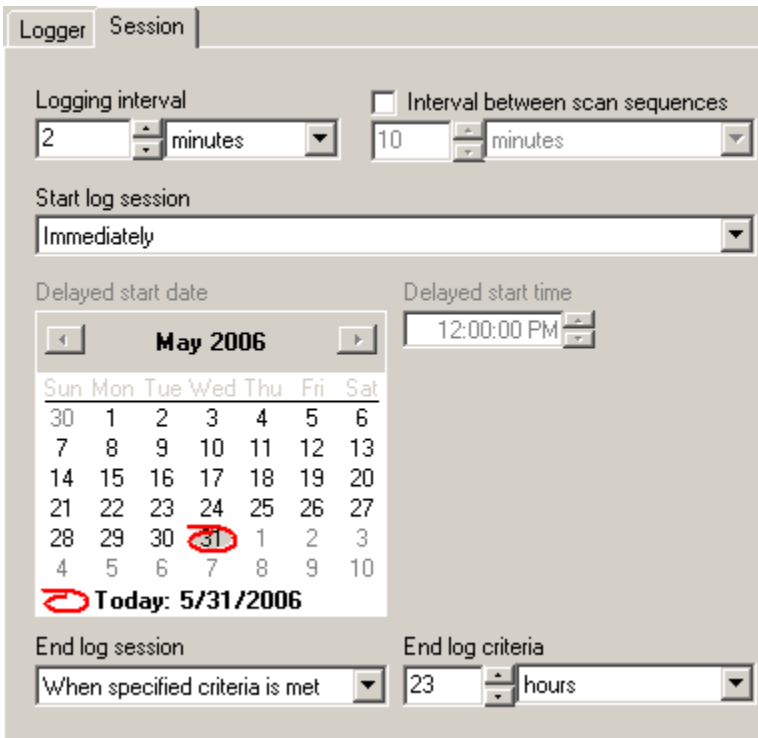 Logger Session
Logging interval Interval between scan sequences
2 minutes 10 minutes
Start log session
Immediately
Delayed start date Delayed start time
May 2006 12:00:00 PM
Sun Mon Tue Wed Thu Fri Sat
30 1 2 3 4 5 6
7 8 9 10 11 12 13
14 15 16 17 18 19 20
21 22 23 24 25 26 27
28 29 30 31 1 2 3
4 5 6 7 8 9 10
Today: 5/31/2006
End log session End log criteria
When specified criteria is met 23 hours